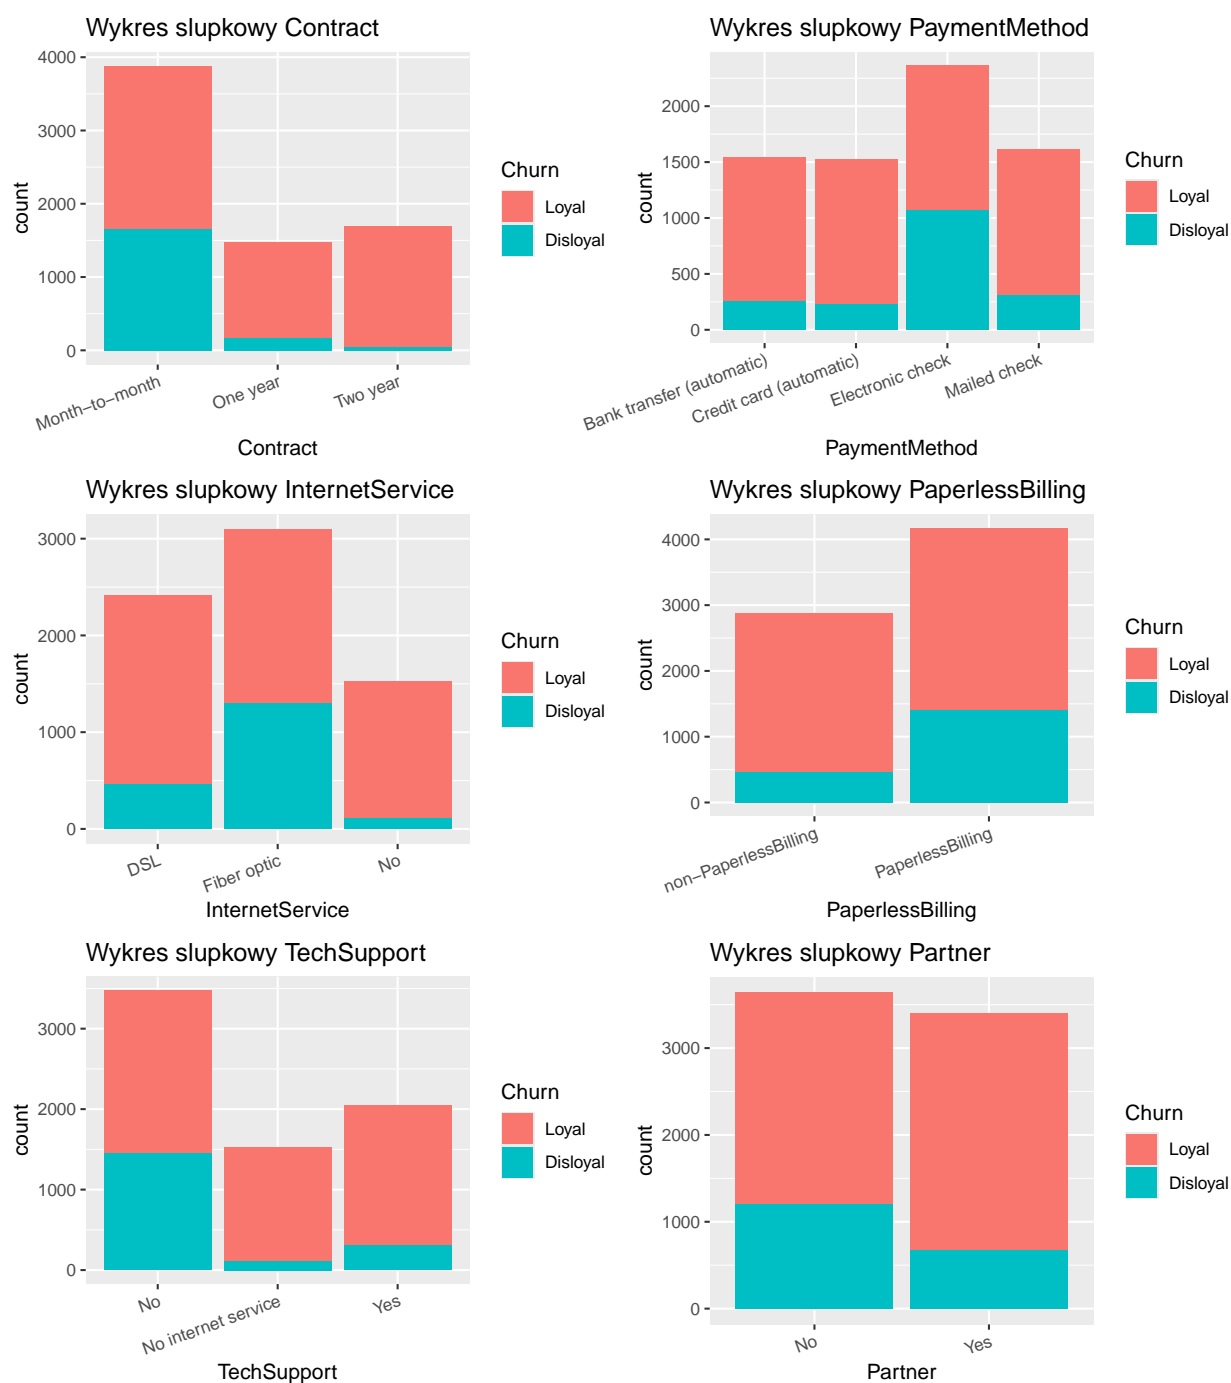 Wykres slupkowy Contract
4000
3000
2000
1000
0
count
Month−to−month
One year
Two year
Contract
Churn
Loyal
Disloyal
Wykres slupkowy PaymentMethod
2000
1500
1000
500
0
count
Bank transfer (automatic)
Credit card (automatic)
Electronic check
Mailed check
PaymentMethod
Churn
Loyal
Disloyal
Wykres slupkowy InternetService
3000
2000
1000
0
count
DSL
Fiber optic
No
InternetService
Churn
Loyal
Disloyal
Wykres slupkowy PaperlessBilling
4000
3000
2000
1000
0
count
non−PaperlessBilling
PaperlessBilling
PaperlessBilling
Churn
Loyal
Disloyal
Wykres slupkowy TechSupport
3000
2000
1000
0
count
No
No internet service
Yes
TechSupport
Churn
Loyal
Disloyal
Wykres slupkowy Partner
3000
2000
1000
0
count
No
Yes
Partner
Churn
Loyal
Disloyal